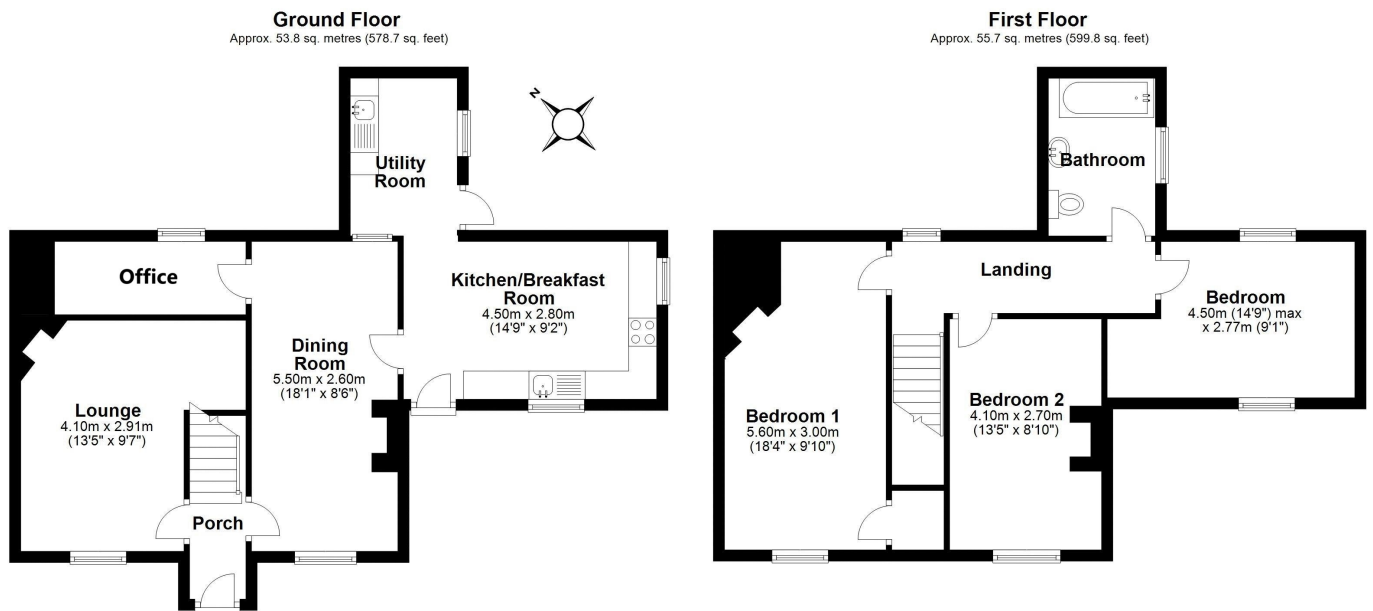 Ground Floor
Approx. 53.8 sq. metres (578.7 sq. feet)
N
Utility
Room
Office
Kitchen/Breakfast
Room
4.50m x 2.80m
(14'9" x 9'2")
Dining
Room
5.50m x 2.60m
(18'1" x 8'6")
Lounge
4.10m x 2.91m
(13'5" x 9'7")
Porch
First Floor
Approx. 55.7 sq. metres (599.8 sq. feet)
Bathroom
Landing
Bedroom
4.50m (14'9") max
x 2.77m (9'1")
Bedroom 1
5.60m x 3.00m
(18'4" x 9'10")
Bedroom 2
4.10m x 2.70m
(13'5" x 8'10")